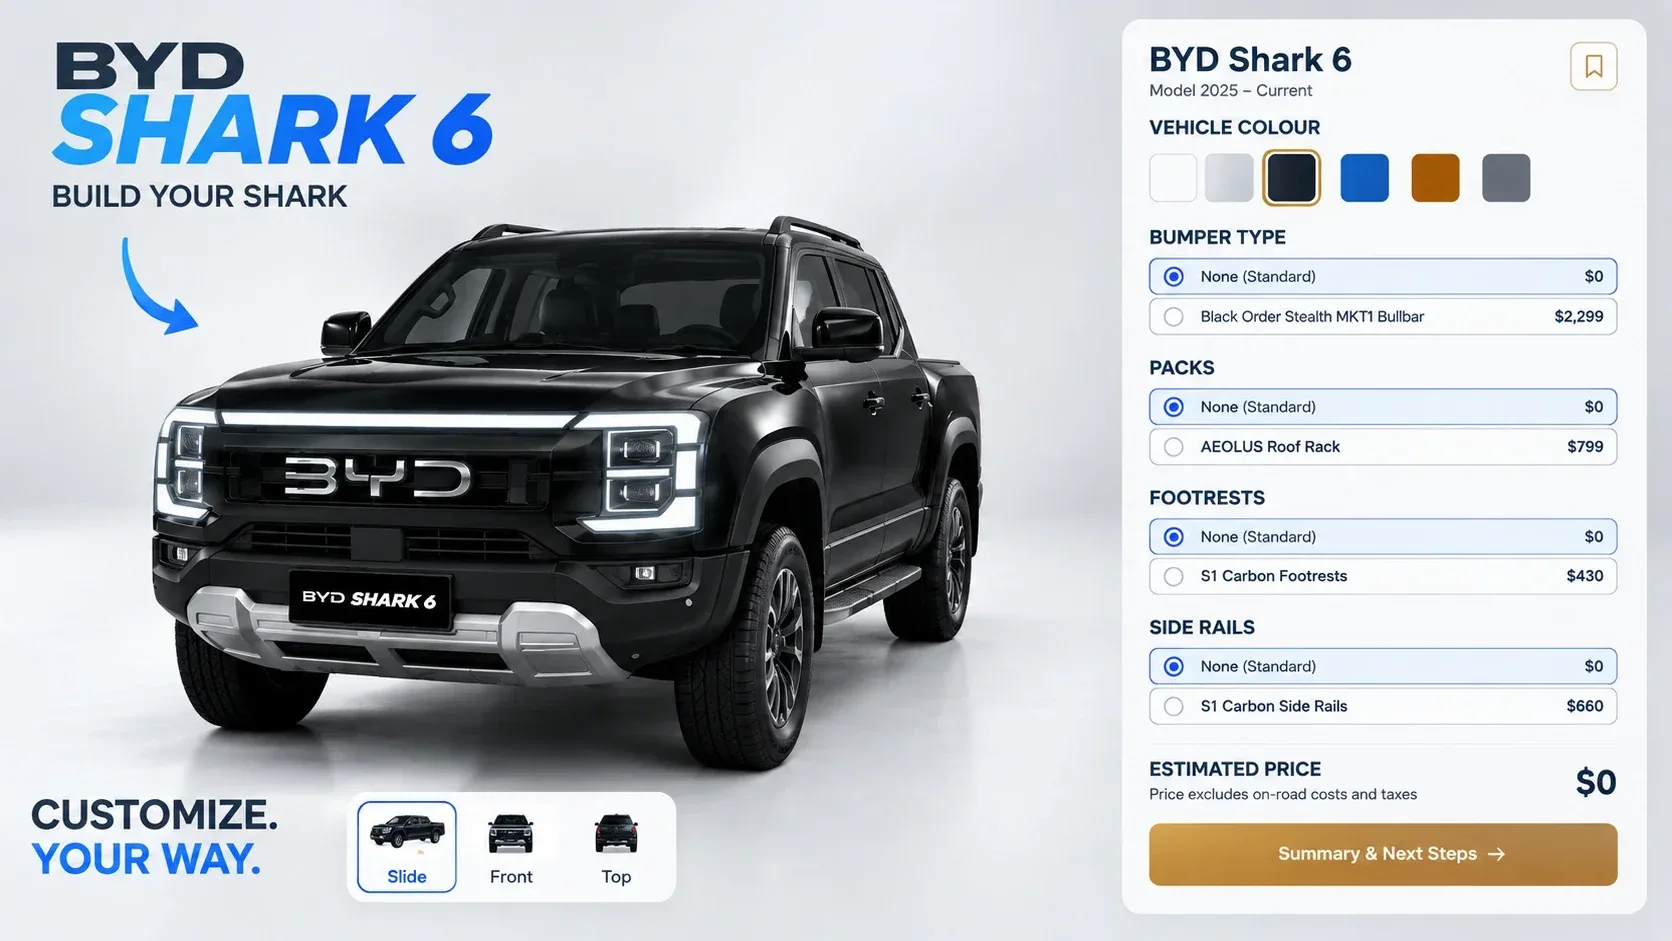 BYD
SHARK 6
BUILD YOUR SHARK
BYD
BYD SHARK 6
CUSTOMIZE.
YOUR WAY.
Slide
Front
Top
BYD Shark 6
Model 2025 – Current
VEHICLE COLOUR
BUMPER TYPE
None (Standard) $0
Black Order Stealth MKT1 Bullbar $2,299
PACKS
None (Standard) $0
AEOLUS Roof Rack $799
FOOTRESTS
None (Standard) $0
S1 Carbon Footrests $430
SIDE RAILS
None (Standard) $0
S1 Carbon Side Rails $660
ESTIMATED PRICE
Price excludes on-road costs and taxes
$0
Summary & Next Steps →